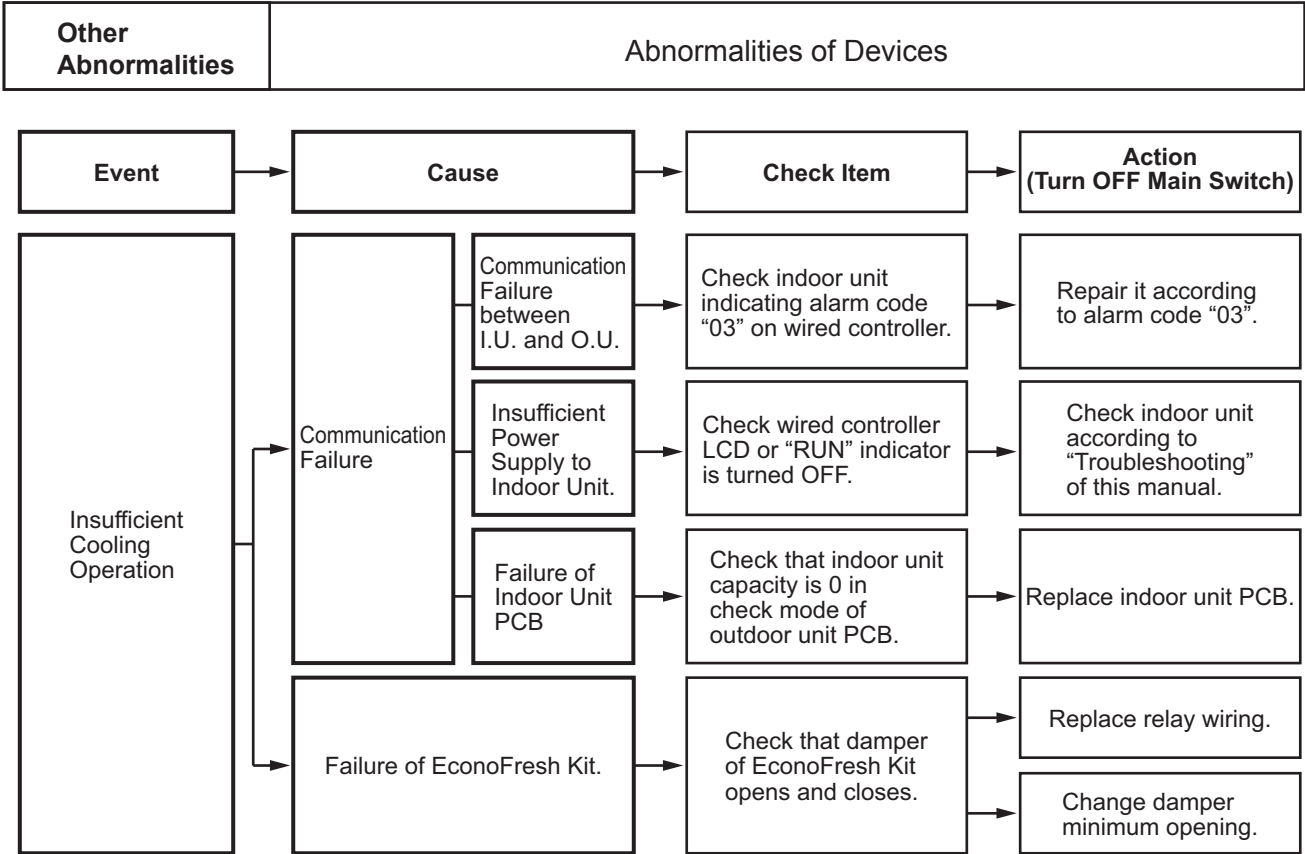 Other
Abnormalities
Abnormalities of Devices
Event
Cause
Check Item
Action
(Turn OFF Main Switch)
Insufficient
Cooling
Operation
Communication
Failure
Communication
Failure
between
I.U. and O.U.
Check indoor unit
indicating alarm code
“03” on wired controller.
Repair it according
to alarm code “03”.
Insufficient
Power
Supply to
Indoor Unit.
Check wired controller
LCD or “RUN” indicator
is turned OFF.
Check indoor unit
according to
“Troubleshooting”
of this manual.
Failure of
Indoor Unit
PCB
Check that indoor unit
capacity is 0 in
check mode of
outdoor unit PCB.
Replace indoor unit PCB.
Failure of EconoFresh Kit.
Check that damper
of EconoFresh Kit
opens and closes.
Replace relay wiring.
Change damper
minimum opening.